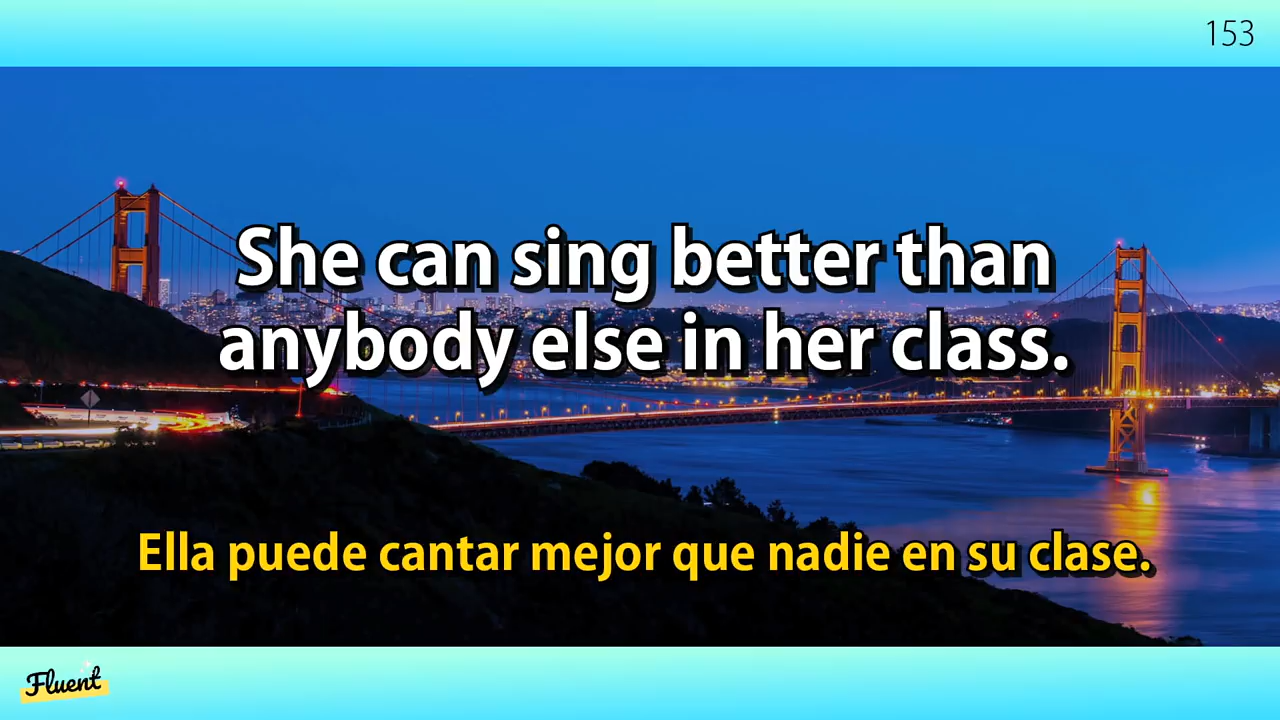 153
She can sing better than
anybody else in her class.
Ella puede cantar mejor que nadie en su clase.
Fluent